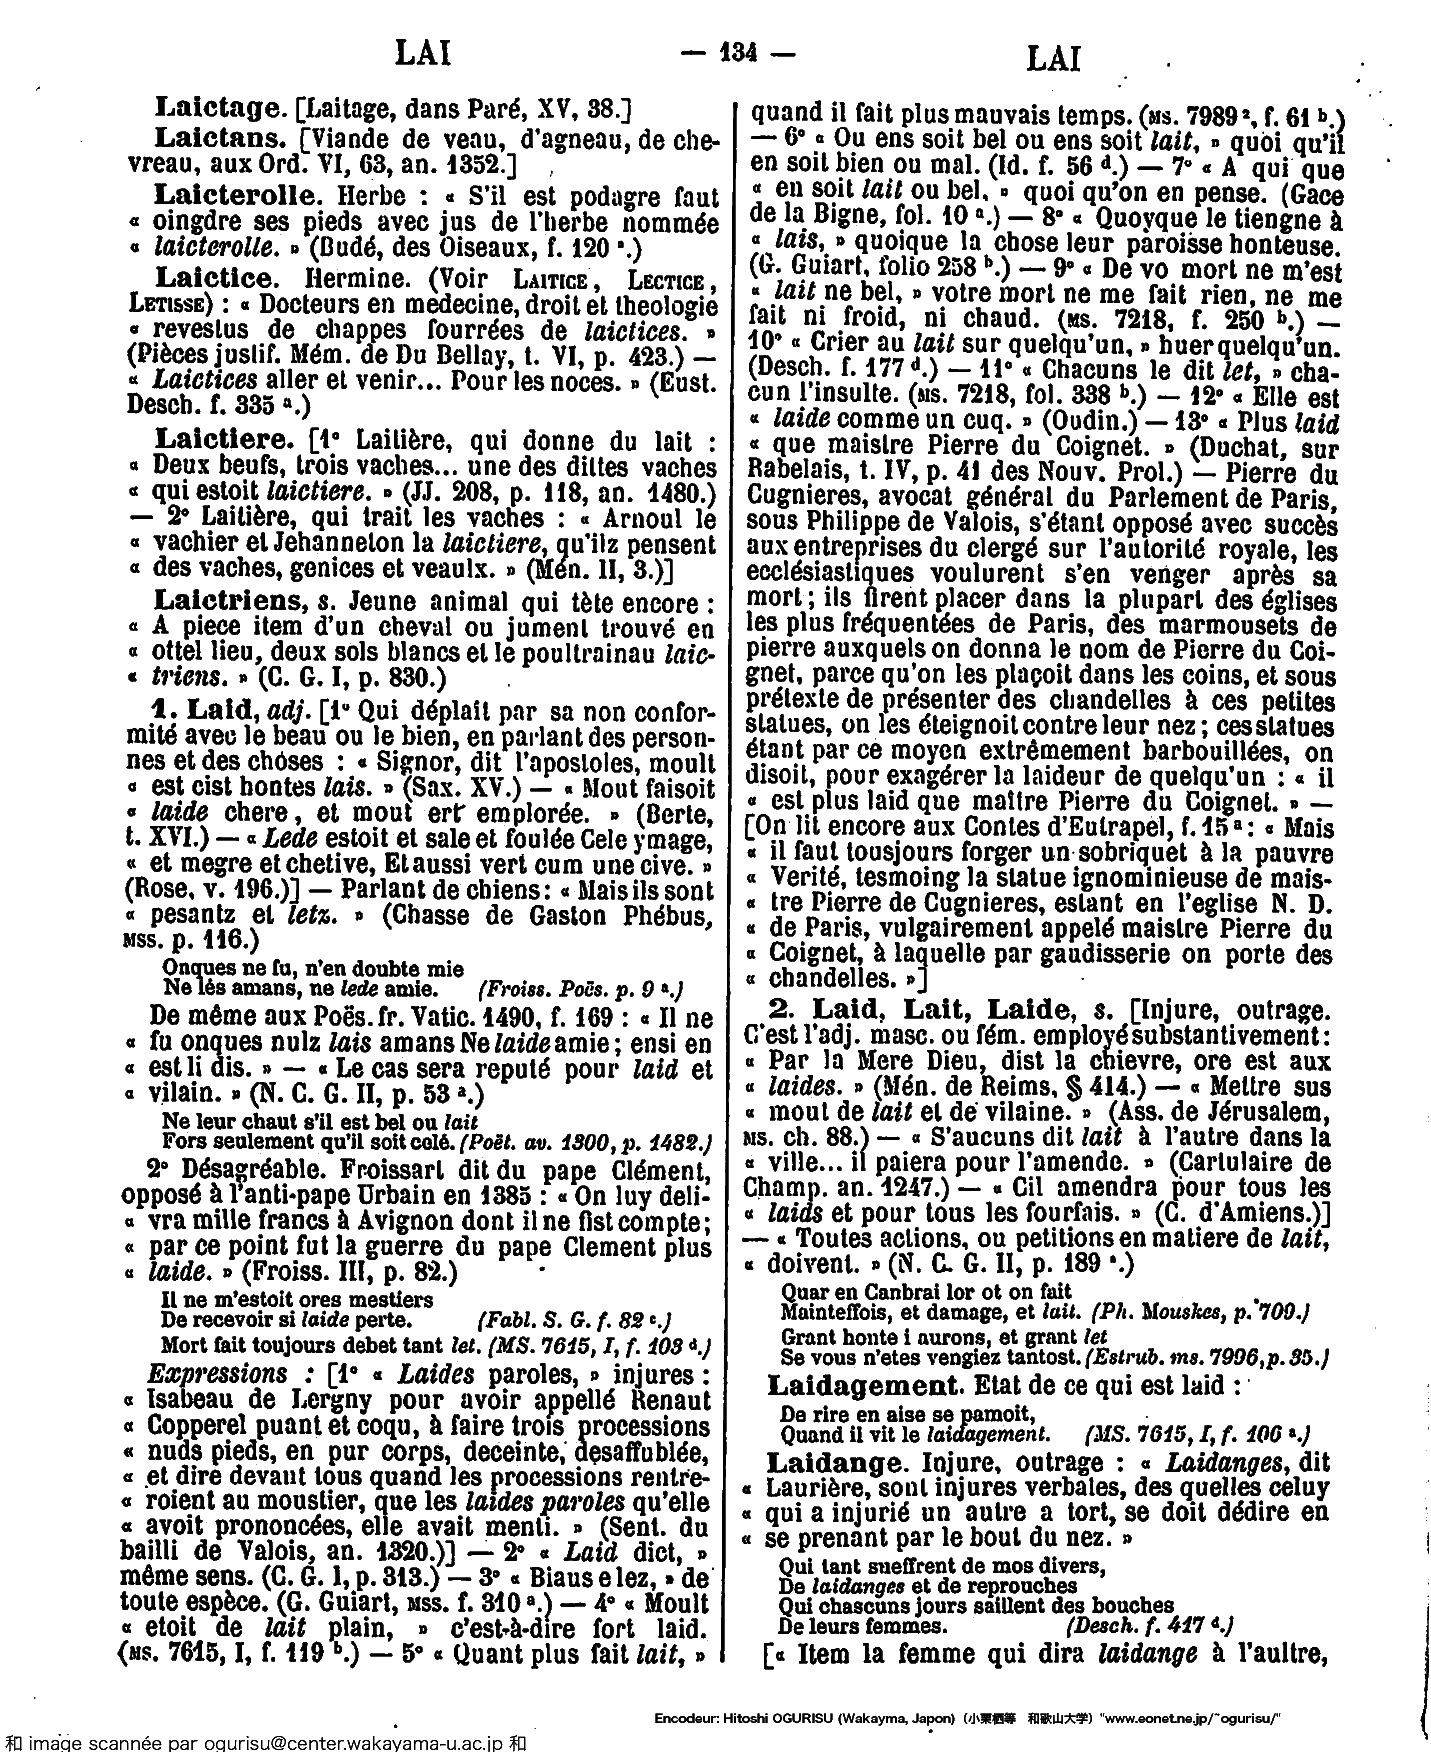 LAI — 134 — LAI
Laictage. [Laitage, dans Paré, XV, 38.]
Laictans. [Viande de veau, d'agneau, de che-
vreau, aux Ord. VI, 63, an. 1352.]
Laicterolle. Herbe : « S'il est podagre faut
« oingdre ses pieds avec jus de l'herbe nommée
« laicterolle. » (Budé, des Oiseaux, f. 120 a.)
Laictice. Hermine. (Voir LAITICE, LECTICE,
LETISSE) : « Docteurs en medecine, droit et theologie
« revestus de chappes fourrées de laictices. »
(Pièces justif. Mém. de Du Bellay, t. VI, p. 423.) —
« Laictices aller et venir... Pour les noces. » (Eust.
Desch. f. 335 a.)
Laictiere. [1° Laitière, qui donne du lait :
« Deux beufs, trois vaches... une des dittes vaches
« qui estoit laictiere. » (JJ. 208, p. 118, an. 1480.)
— 2° Laitière, qui trait les vaches : « Arnoul le
« vachier et Jehanneton la laictiere, qu'ilz pensent
« des vaches, genices et veaulx. » (Mén. II, 3.)]
Laictriens, s. Jeune animal qui tète encore :
« A piece item d'un cheval ou jument trouvé en
« ottel lieu, deux sols blancs et le poultrainau laic-
« triens. » (C. G. I, p. 830.)
1. Laid, adj. [1° Qui déplait par sa non confor-
mité avec le beau ou le bien, en parlant des person-
nes et des choses : « Signor, dit l'apostoles, moult
« est cist hontes lais. » (Sax. XV.) — « Mout faisoit
« laide chere, et mout ert emplorée. » (Berte,
t. XVI.) — « Lede estoit et sale et foulée Cele ymage,
« et megre et chetive, Et aussi vert cum une cive. »
(Rose, v. 196.)] — Parlant de chiens : « Mais ils sont
« pesantz et letz. » (Chasse de Gaston Phébus,
MSS. p. 116.)
Onques ne fu, n'en doubte mie
Ne lés amans, ne lede amie. (Froiss. Poës. p. 9 a.)
De même aux Poës. fr. Vatic. 1490, f. 169 : « Il ne
« fu onques nulz lais amans Ne laide amie ; ensi en
« est li dis. » — « Le cas sera reputé pour laid et
« vilain. » (N. C. G. II, p. 53 a.)
Ne leur chaut s'il est bel ou lait
Fors seulement qu'il soit celé. (Poët. av. 1300, p. 1482.)
2° Désagréable. Froissart dit du pape Clément,
opposé à l'anti-pape Urbain en 1385 : « On luy deli-
« vra mille francs à Avignon dont il ne fist compte ;
« par ce point fut la guerre du pape Clement plus
« laide. » (Froiss. III, p. 82.)
Il ne m'estoit ores mestiers
De recevoir si laide perte. (Fabl. S. G. f. 82 c.)
Mort fait toujours debet tant let. (MS. 7615, I, f. 103 d.)
Expressions : [1° « Laides paroles, » injures :
« Isabeau de Lergny pour avoir appellé Renaut
« Copperel puant et coqu, à faire trois processions
« nuds pieds, en pur corps, deceinte, desaffublée,
« et dire devant tous quand les processions rentre-
« roient au moustier, que les laides paroles qu'elle
« avoit prononcées, elle avait menti. » (Sent. du
bailli de Valois, an. 1320.)] — 2° « Laid dict, »
même sens. (C. G. I, p. 313.) — 3° « Biaus e lez, » de
toute espèce. (G. Guiart, MSS. f. 310 a.) — 4° « Moult
« etoit de lait plain, » c'est-à-dire fort laid.
(MS. 7615, I, f. 119 b.) — 5° « Quant plus fait lait, »
quand il fait plus mauvais temps. (MS. 7989 2, f. 61 b.)
— 6° « Ou ens soit bel ou ens soit lait, » quoi qu'il
en soit bien ou mal. (Id. f. 56 d.) — 7° « A qui que
« en soit lait ou bel, » quoi qu'on en pense. (Gace
de la Bigne, fol. 10 a.) — 8° « Quoyque le tiengne à
« lais, » quoique la chose leur paroisse honteuse.
(G. Guiart, folio 258 b.) — 9° « De vo mort ne m'est
« lait ne bel, » votre mort ne me fait rien, ne me
fait ni froid, ni chaud. (MS. 7218, f. 250 b.) —
10° « Crier au lait sur quelqu'un, » huer quelqu'un.
(Desch. f. 177 d.) — 11° « Chacuns le dit let, » cha-
cun l'insulte. (MS. 7218, fol. 338 b.) — 12° « Elle est
« laide comme un cuq. » (Oudin.) — 13° « Plus laid
« que maistre Pierre du Coignet. » (Duchat, sur
Rabelais, t. IV, p. 41 des Nouv. Prol.) — Pierre du
Cugnieres, avocat général du Parlement de Paris,
sous Philippe de Valois, s'étant opposé avec succès
aux entreprises du clergé sur l'autorité royale, les
ecclésiastiques voulurent s'en venger après sa
mort ; ils firent placer dans la plupart des églises
les plus fréquentées de Paris, des marmousets de
pierre auxquels on donna le nom de Pierre du Coi-
gnet, parce qu'on les plaçoit dans les coins, et sous
prétexte de présenter des chandelles à ces petites
statues, on les éteignoit contre leur nez ; ces statues
étant par ce moyen extrêmement barbouillées, on
disoit, pour exagérer la laideur de quelqu'un : « il
« est plus laid que maître Pierre du Coignet. » —
[On lit encore aux Contes d'Eutrapel, f. 15 a : « Mais
« il faut tousjours forger un sobriquet à la pauvre
« Verité, tesmoing la statue ignominieuse de mais-
« tre Pierre de Cugnieres, estant en l'eglise N. D.
« de Paris, vulgairement appelé maistre Pierre du
« Coignet, à laquelle par gaudisserie on porte des
« chandelles. »]
2. Laid, Lait, Laide, s. [Injure, outrage.
C'est l'adj. masc. ou fém. employé substantivement :
« Par la Mere Dieu, dist la chievre, ore est aux
« laides. » (Mén. de Reims, § 414.) — « Mettre sus
« mout de lait et de vilaine. » (Ass. de Jérusalem,
MS. ch. 88.) — « S'aucuns dit lait à l'autre dans la
« ville... il paiera pour l'amende. » (Cartulaire de
Champ. an. 1247.) — « Cil amendra pour tous les
« laids et pour tous les fourfais. » (C. d'Amiens.)]
— « Toutes actions, ou petitions en matiere de lait,
« doivent. » (N. C. G. II, p. 189 a.)
Quar en Canbrai lor ot on fait
Mainteffois, et damage, et lait. (Ph. Mouskes, p. 709.)
Grant honte i aurons, et grant let
Se vous n'etes vengiez tantost. (Estrub. ms. 7996, p. 35.)
Laidagement. Etat de ce qui est laid :
De rire en aise se pamoit,
Quand il vit le laidagement. (MS. 7615, I, f. 106 a.)
Laidange. Injure, outrage : « Laidanges, dit
« Laurière, sont injures verbales, des quelles celuy
« qui a injurié un autre a tort, se doit dédire en
« se prenant par le bout du nez. »
Qui tant sueffrent de mos divers,
De laidanges et de reprouches
Qui chascuns jours saillent des bouches
De leurs femmes. (Desch. f. 417 d.)
[« Item la femme qui dira laidange à l'aultre,
Encodeur: Hitoshi OGURISU (Wakayma, Japon) (小栗栖等 和歌山大学) "www.eonet.ne.jp/~ogurisu/"
和 image scannée par ogurisu@center.wakayama-u.ac.jp 和